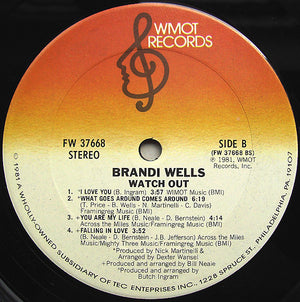 WMOT
RECORDS
FW 37668
STEREO
SIDE B
(FW 37668 BS)
℗ 1981, WMOT
Records, Inc.
BRANDI WELLS
WATCH OUT
1. *I LOVE YOU (B. Ingram) 3:57 WIMOT Music (BMI)
2. *WHAT GOES AROUND COMES AROUND 6:19
(T. Price - B. Wells - N. Martinelli - C. Davis)
Framingreg Music (BMI)
3. +YOU ARE MY LIFE (B. Neale - D. Bernstein) 4:14
Across the Miles Music/Framingreg Music (BMI)
4. +FALLING IN LOVE 3:52
(B. Neale - D. Bernstein - J.B. Jefferson) Across the Miles
Music/Mighty Three Music/Framingreg Music (BMI)
*Produced by Nick Martinelli &
Arranged by Dexter Wansel
+Produced and Arranged by Bill Neale
Produced and Arranged by
Butch Ingram
© 1981 A WHOLLY-OWNED SUBSIDIARY OF TEC ENTERPRISES INC. 1228 SPRUCE ST. PHILADELPHIA, PA 19107